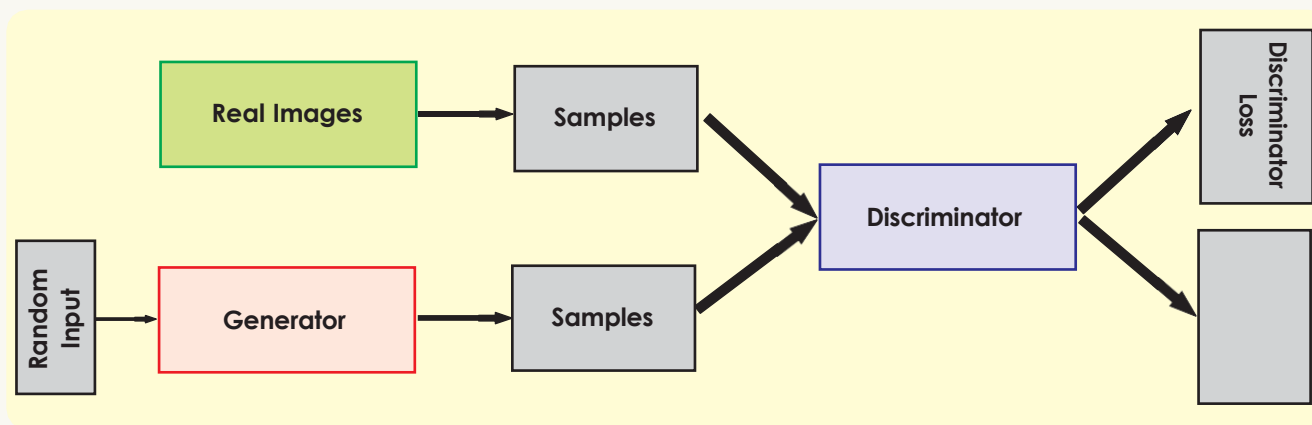 Real Images
Samples
Discriminator
Loss
Discriminator
Random
Input
Generator
Samples